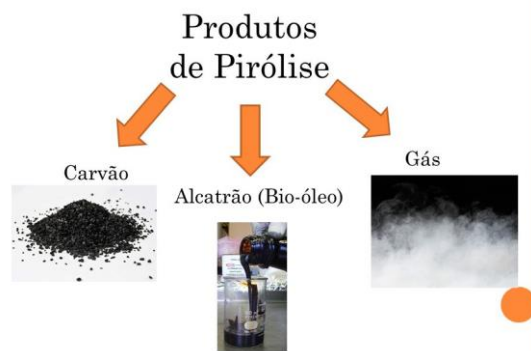 Produtos
de Pirólise
Carvão
Alcatrão (Bio-óleo)
Gás